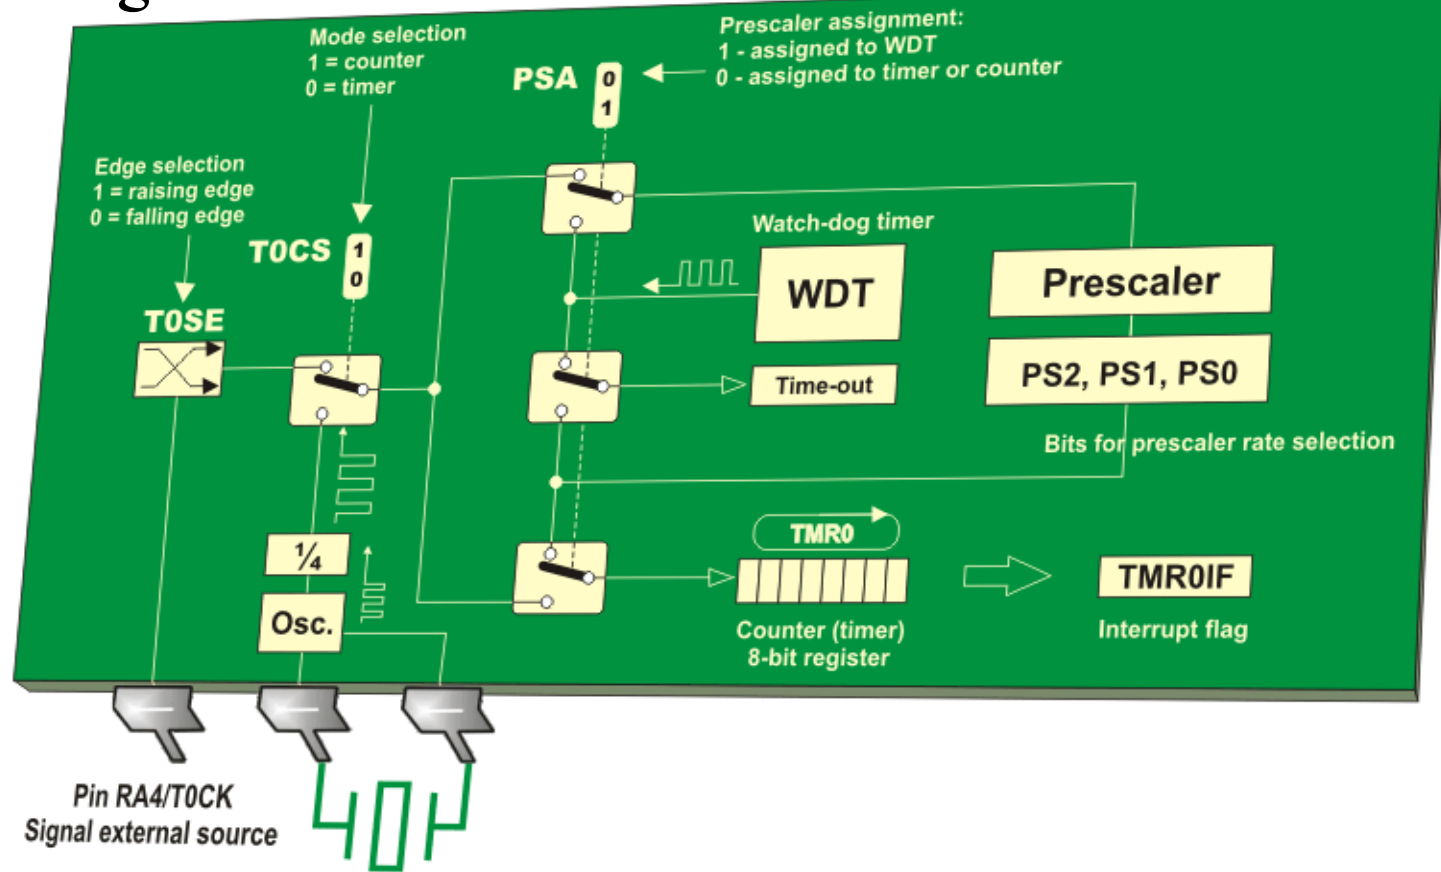 Mode selection
1 = counter
0 = timer
Prescaler assignment:
1 - assigned to WDT
0 - assigned to timer or counter
PSA
0
1
Edge selection
1 = raising edge
0 = falling edge
T0CS
1
0
T0SE
Watch-dog timer
WDT
Prescaler
Time-out
PS2, PS1, PS0
Bits for prescaler rate selection
¼
Osc.
TMR0
Counter (timer)
8-bit register
TMR0IF
Interrupt flag
Pin RA4/T0CK
Signal external source